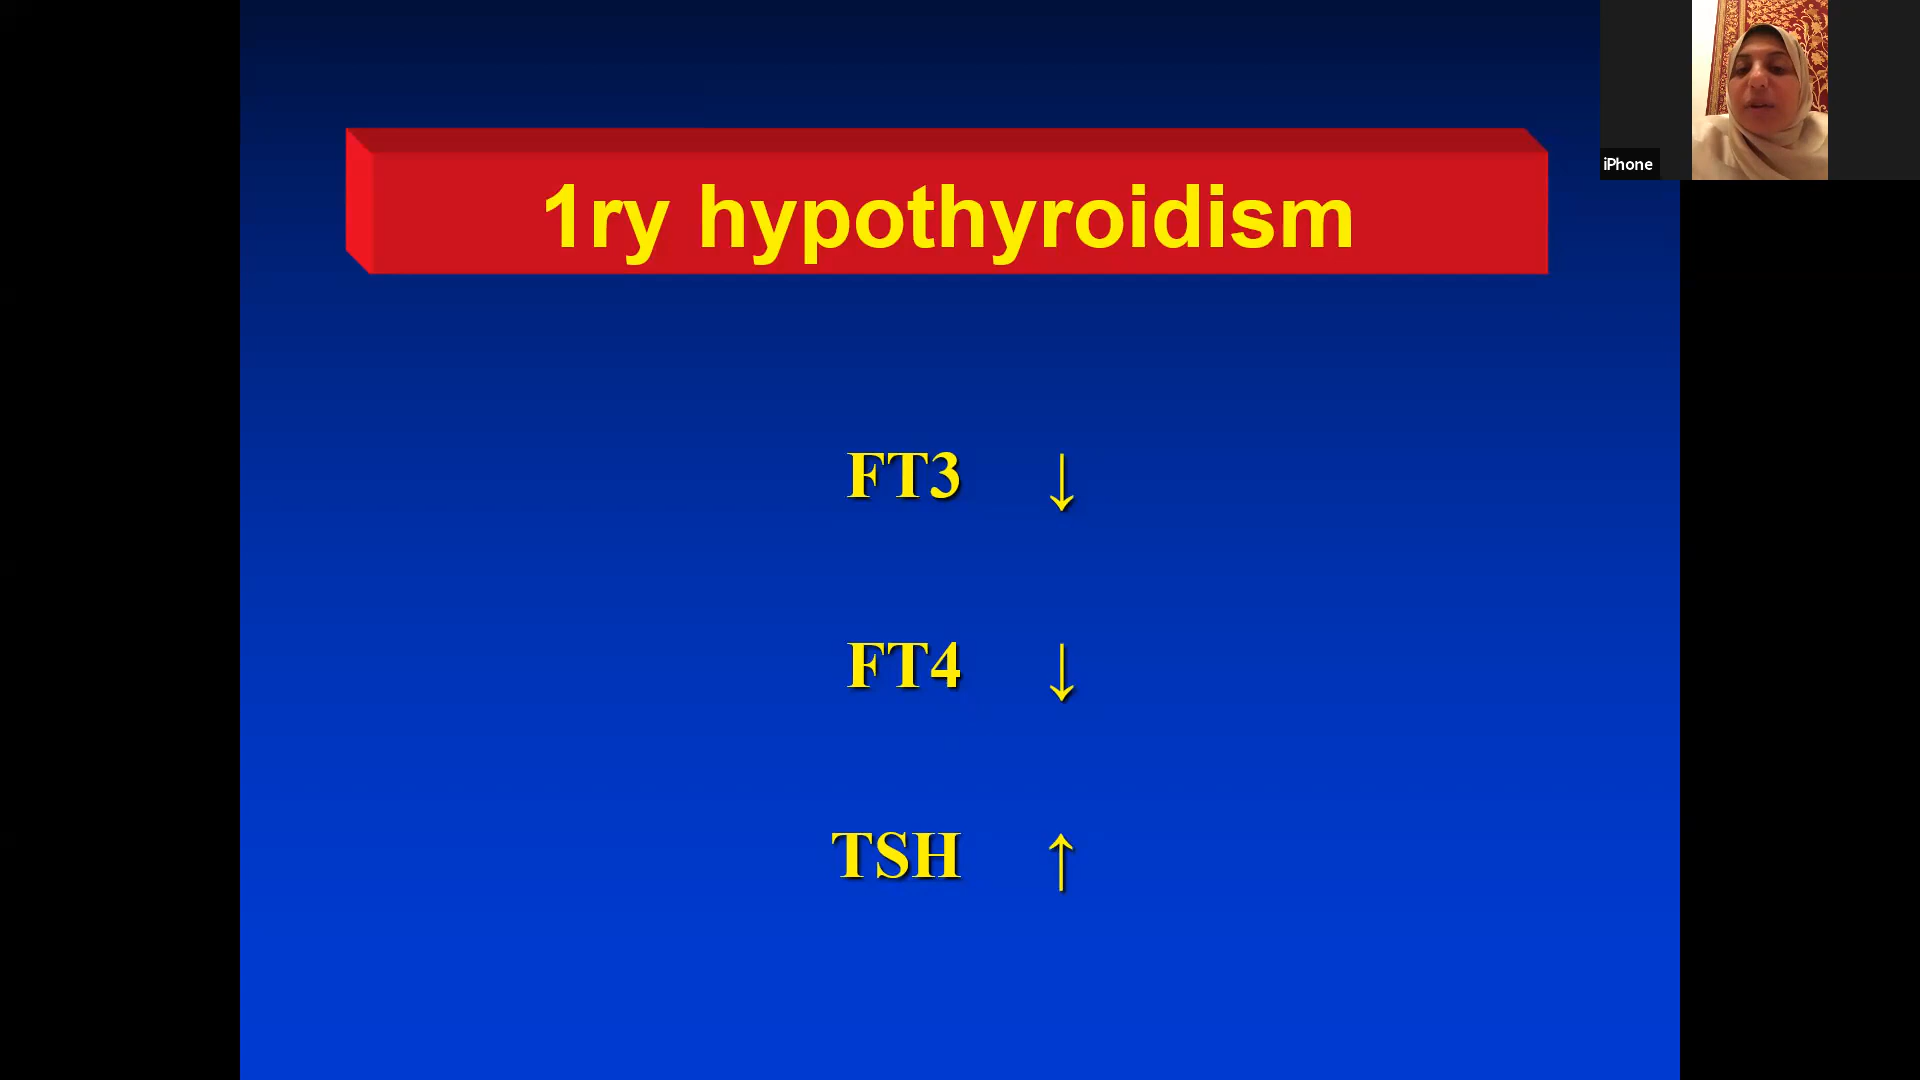 1ry hypothyroidism
iPhone
FT3 ↓
FT4 ↓
TSH ↑